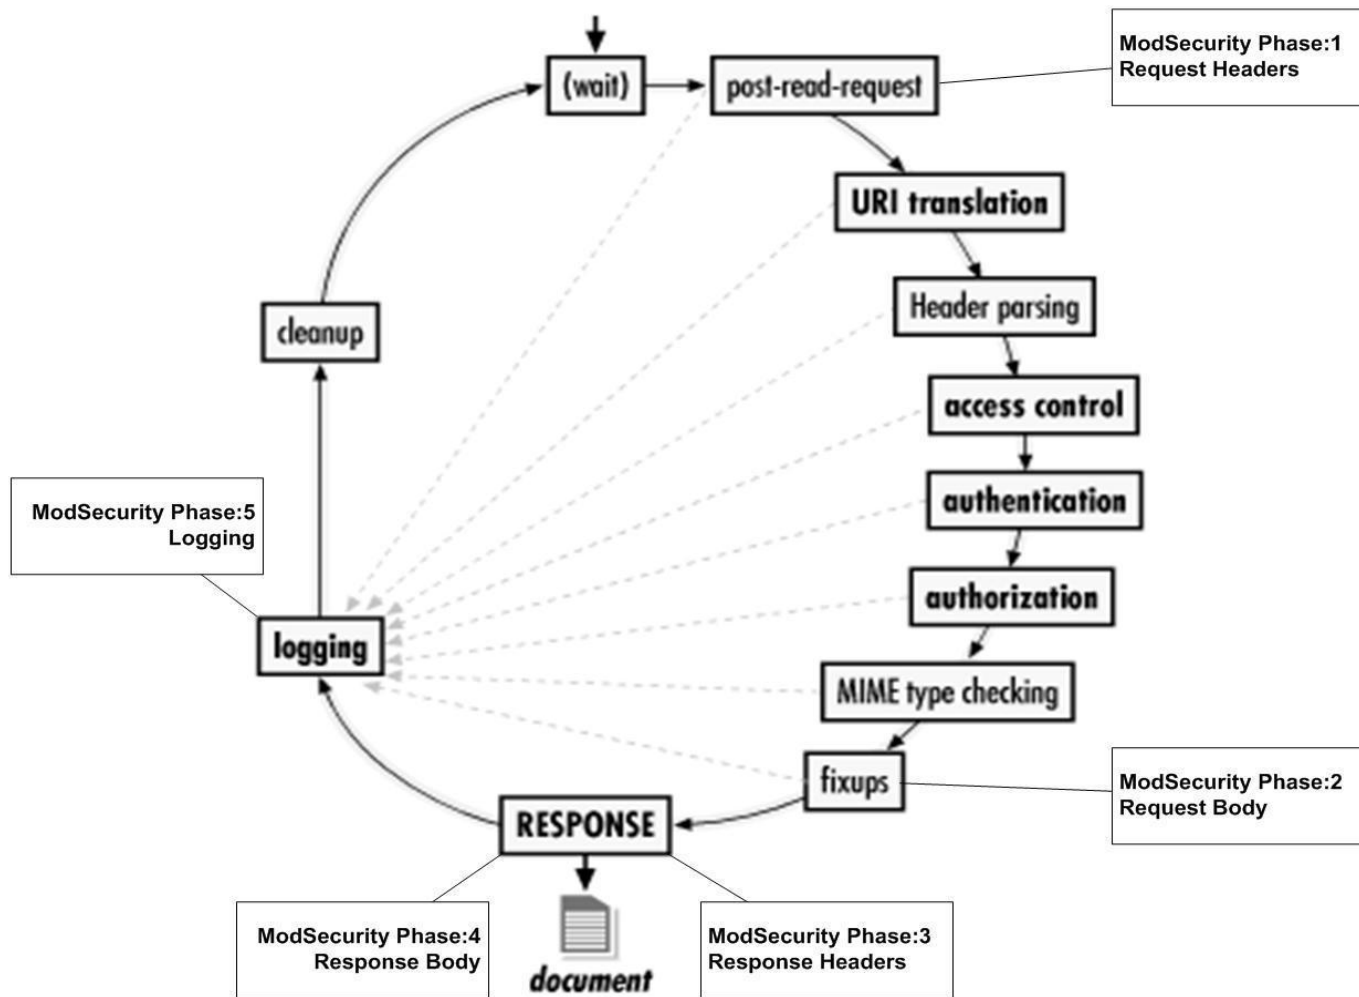 (wait)
post-read-request
ModSecurity Phase:1
Request Headers
URI translation
Header parsing
access control
authentication
authorization
MIME type checking
fixups
ModSecurity Phase:2
Request Body
RESPONSE
document
ModSecurity Phase:3
Response Headers
ModSecurity Phase:4
Response Body
logging
ModSecurity Phase:5
Logging
cleanup